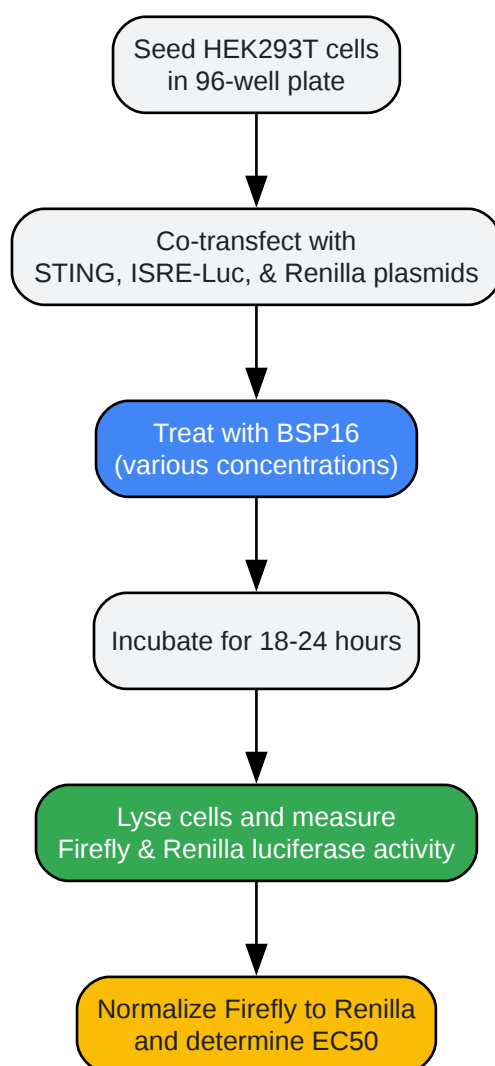 Seed HEK293T cells
in 96-well plate
Co-transfect with
STING, ISRE-Luc, & Renilla plasmids
Treat with BSP16
(various concentrations)
Incubate for 18-24 hours
Lyse cells and measure
Firefly & Renilla luciferase activity
Normalize Firefly to Renilla
and determine EC50